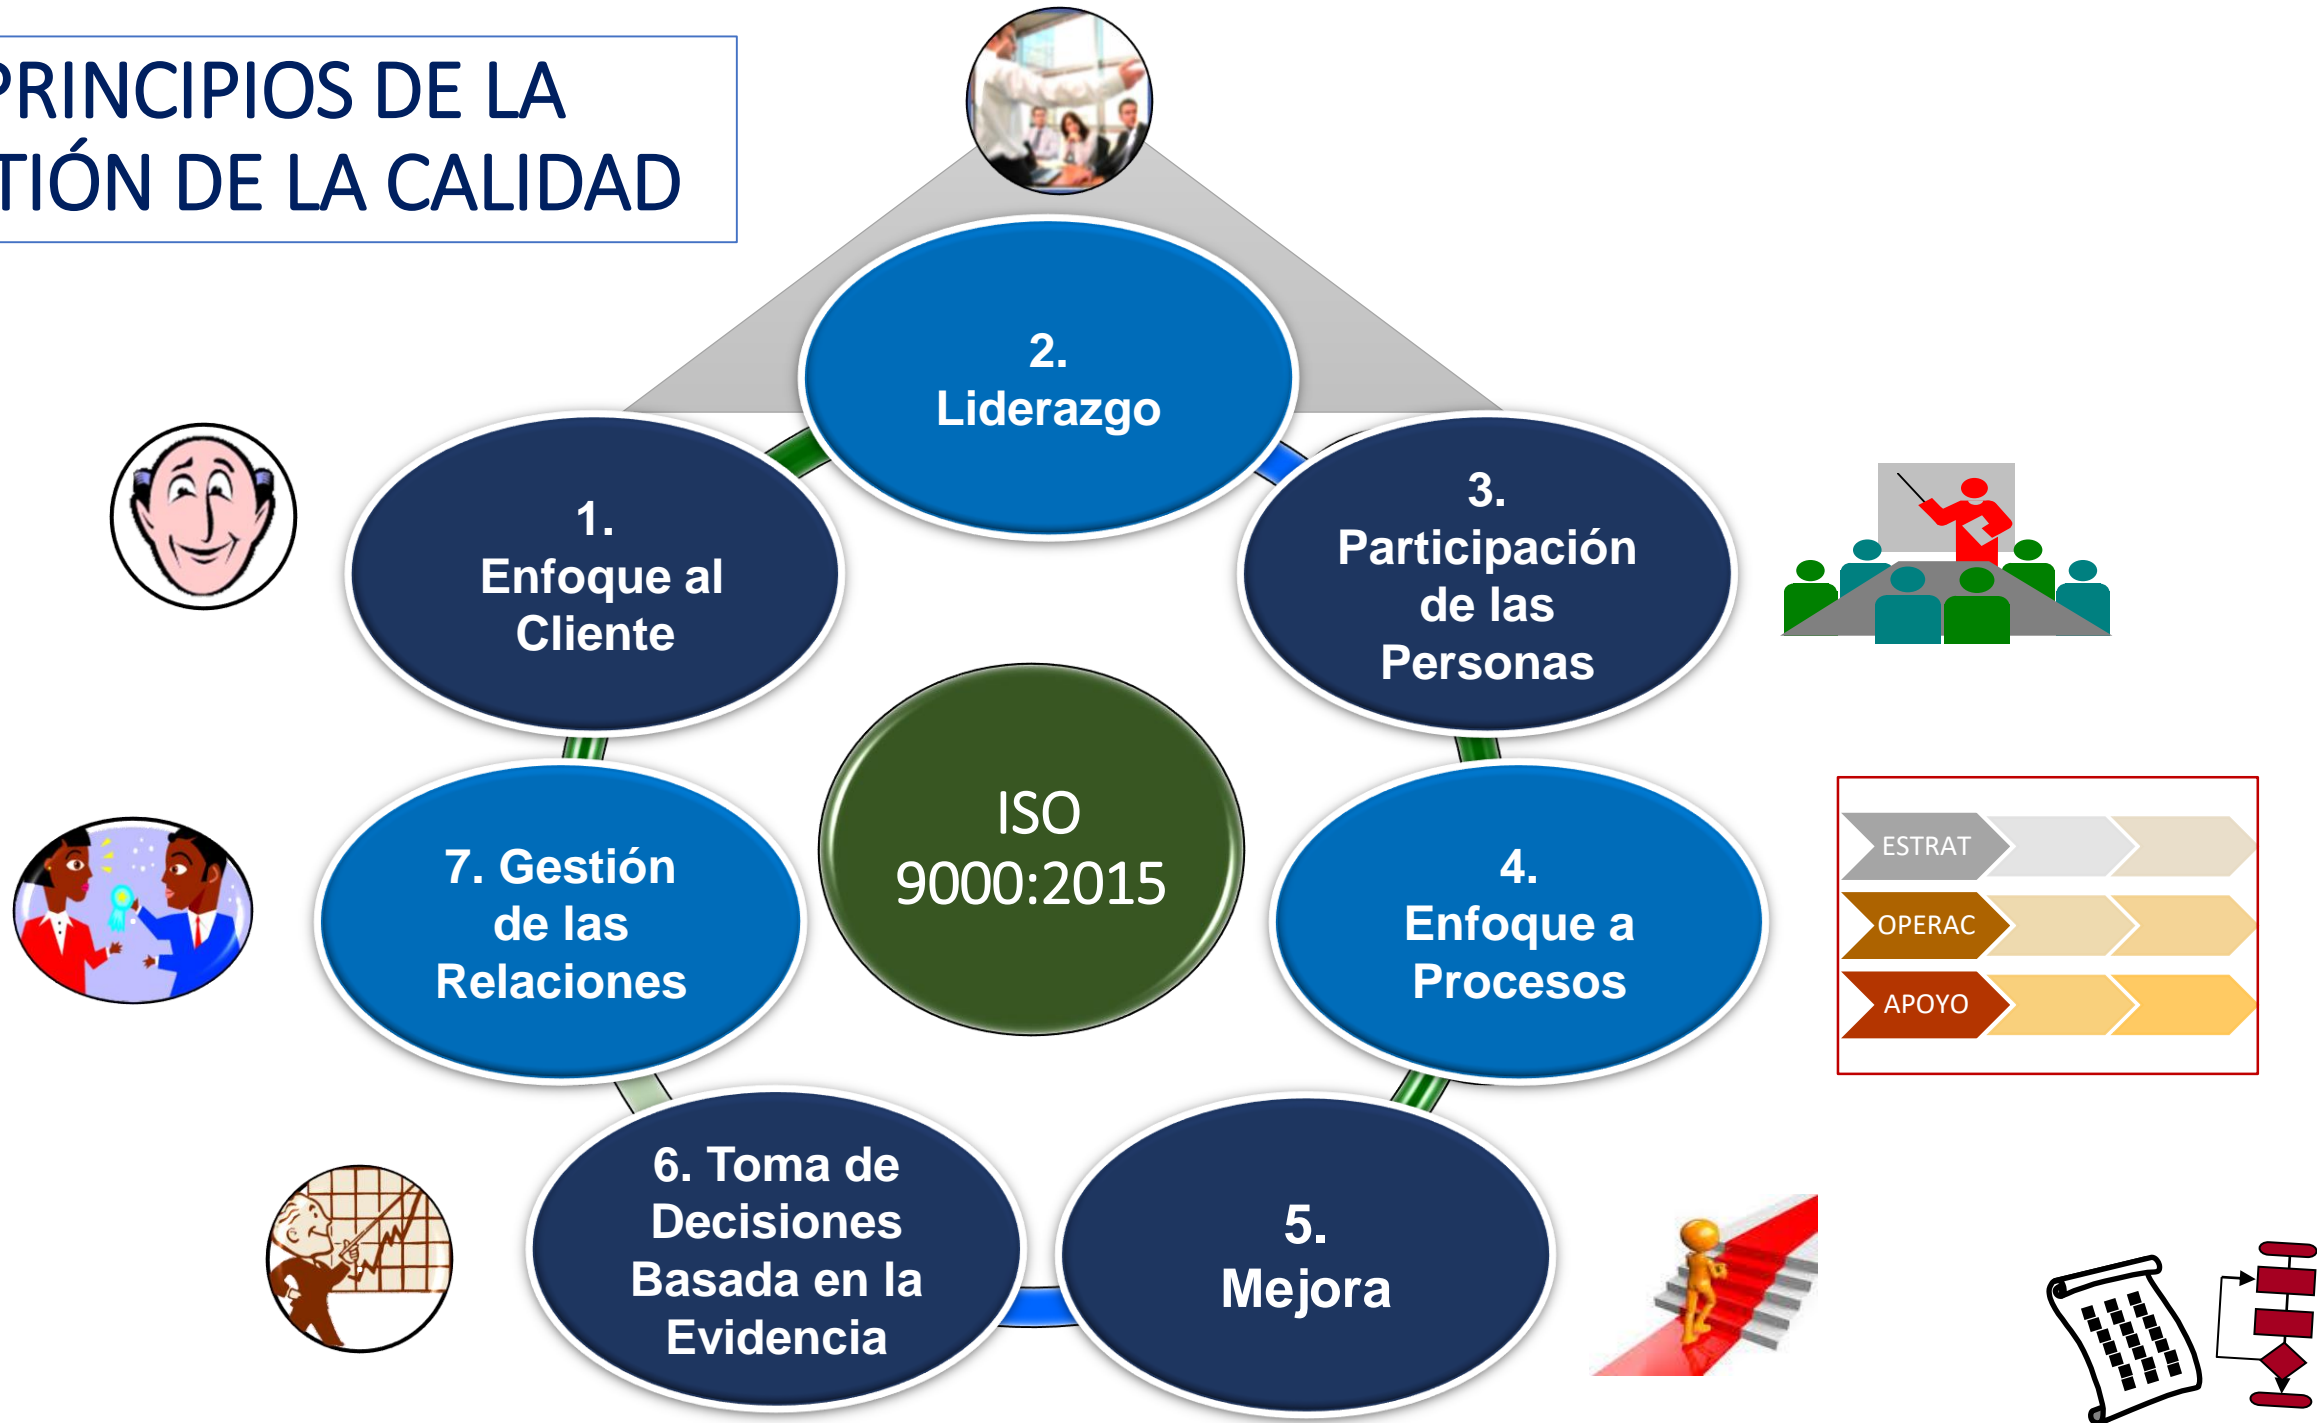 PRINCIPIOS DE LA
TIÓN DE LA CALIDAD
2.
Liderazgo
1.
Enfoque al
Cliente
3.
Participación
de las
Personas
ISO
9000:2015
7. Gestión
de las
Relaciones
4.
Enfoque a
Procesos
ESTRAT
OPERAC
APOYO
6. Toma de
Decisiones
Basada en la
Evidencia
5.
Mejora